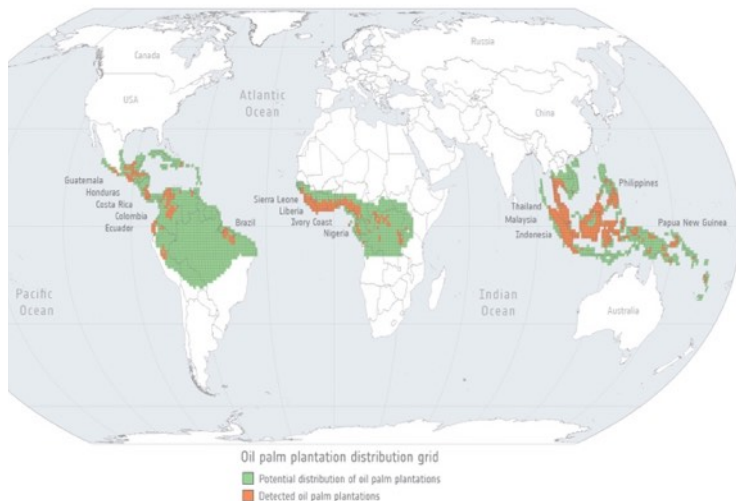 Canada
Russia
USA
Atlantic
Ocean
China
Guatemala
Honduras
Costa Rica
Colombia
Ecuador
Brazil
Sierra Leone
Liberia
Ivory Coast
Nigeria
Philippines
Thailand
Malaysia
Indonesia
Papua New Guinea
Pacific
Ocean
Indian
Ocean
Australia
Oil palm plantation distribution grid
Potential distribution of oil palm plantations
Detected oil palm plantations